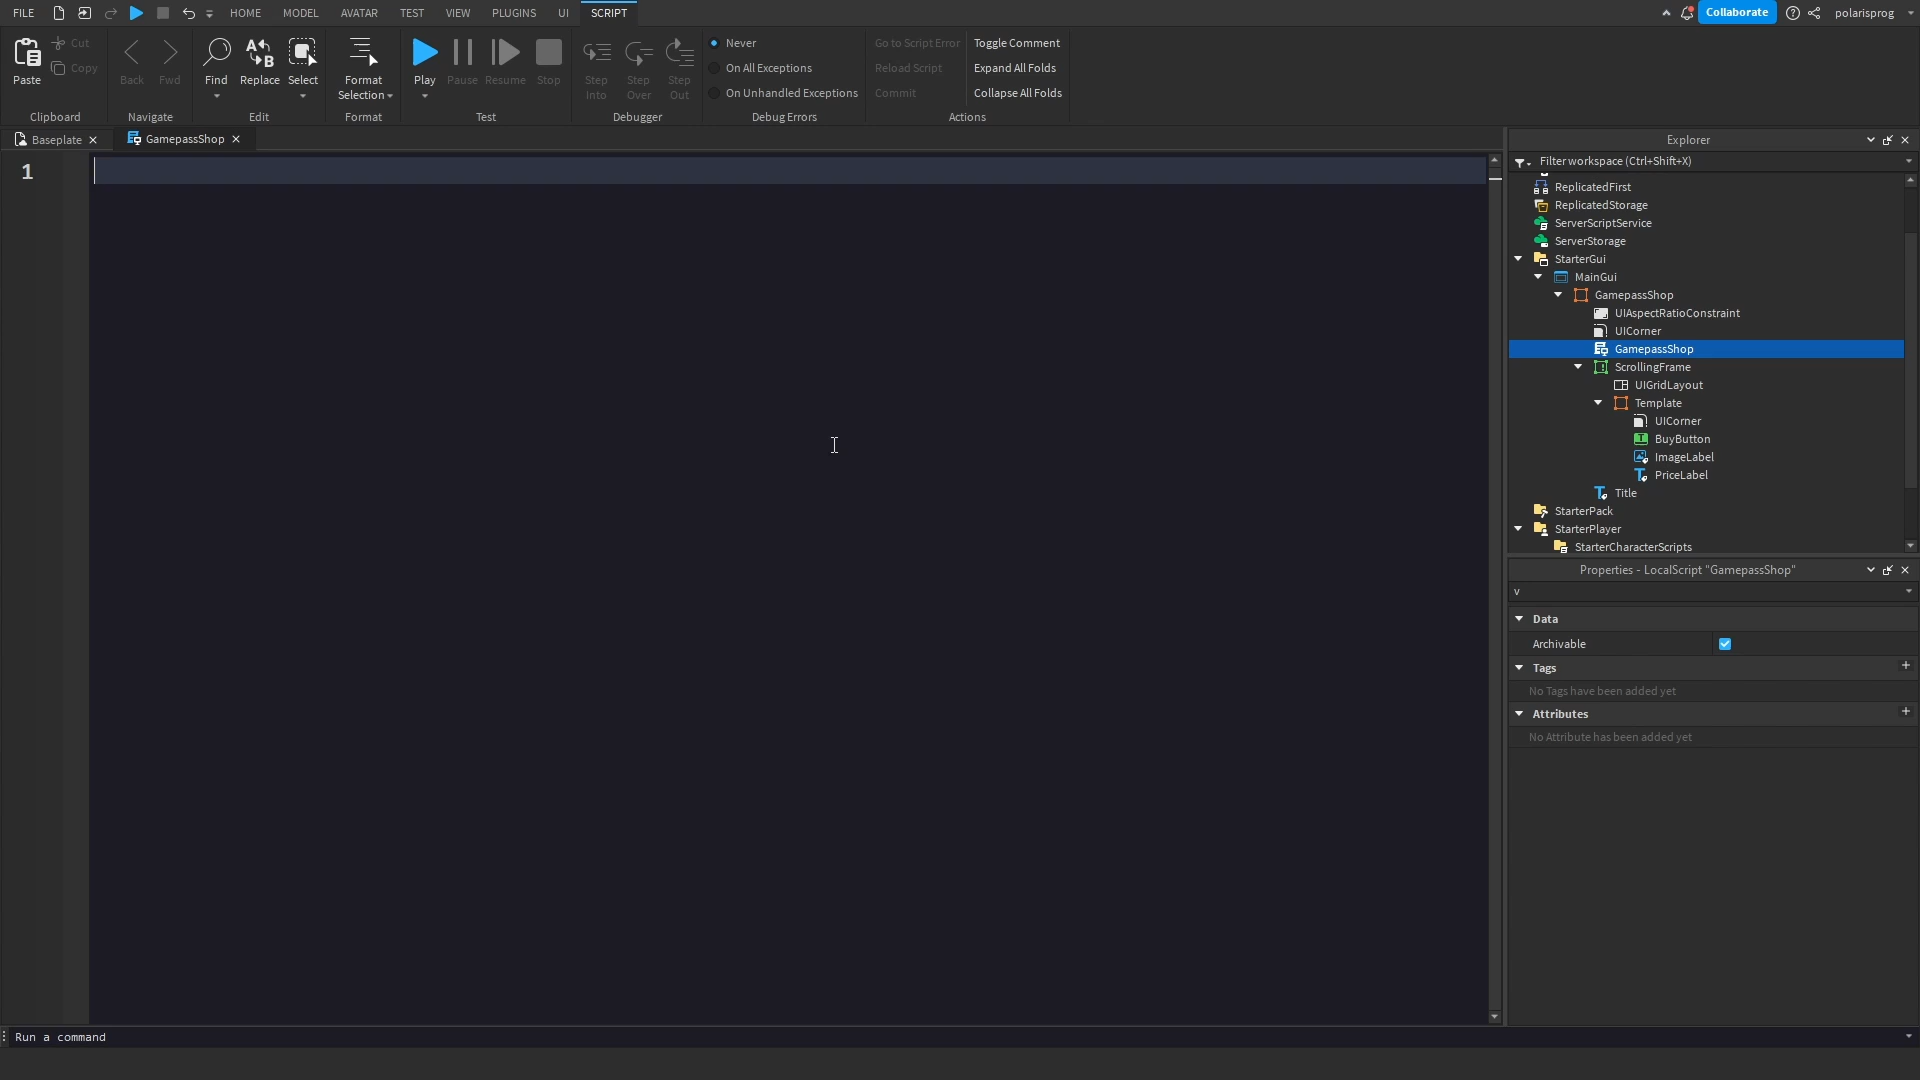 FILE HOME MODEL AVATAR TEST VIEW PLUGINS UI SCRIPT Collaborate polarisprog
Paste Cut Copy
Clipboard
Back Fwd
Navigate
Find Replace Select
Edit
Format Selection
Format
Play Pause Resume Stop
Test
Step Into
Step Over
Step Out
Debugger
Never
On All Exceptions
On Unhandled Exceptions
Debug Errors
Go to Script Error Toggle Comment
Reload Script Expand All Folds
Commit Collapse All Folds
Actions
Baseplate GamepassShop
1
Explorer
Filter workspace (Ctrl+Shift+X)
ReplicatedFirst
ReplicatedStorage
ServerScriptService
ServerStorage
StarterGui
MainGui
GamepassShop
UIAspectRatioConstraint
UICorner
GamepassShop
ScrollingFrame
UIGridLayout
Template
UICorner
BuyButton
ImageLabel
PriceLabel
Title
StarterPack
StarterPlayer
StarterCharacterScripts
Properties - LocalScript "GamepassShop"
v
Data
Archivable
Tags
No Tags have been added yet
Attributes
No Attribute has been added yet
Run a command